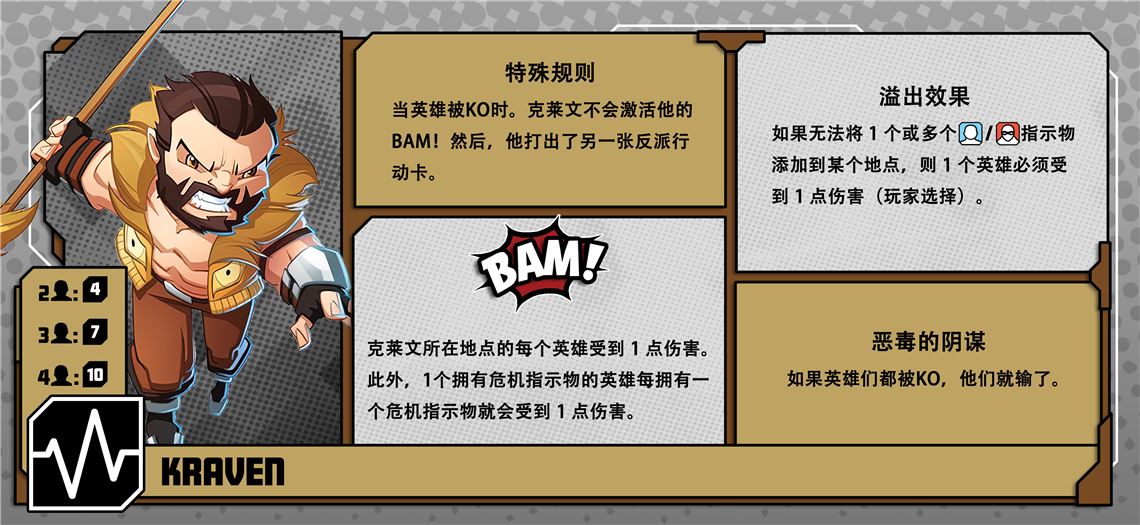 特殊规则
当英雄被KO时。克莱文不会激活他的
BAM！然后，他打出了另一张反派行
动卡。
溢出效果
如果无法将 1 个或多个/指示物
添加到某个地点，则 1 个英雄必须受
到 1 点伤害（玩家选择）。
BAM!
克莱文所在地点的每个英雄受到 1 点伤害。
此外，1个拥有危机指示物的英雄每拥有一
个危机指示物就会受到 1 点伤害。
恶毒的阴谋
如果英雄们都被KO，他们就输了。
2: 4
3: 7
4: 10
KRAVEN